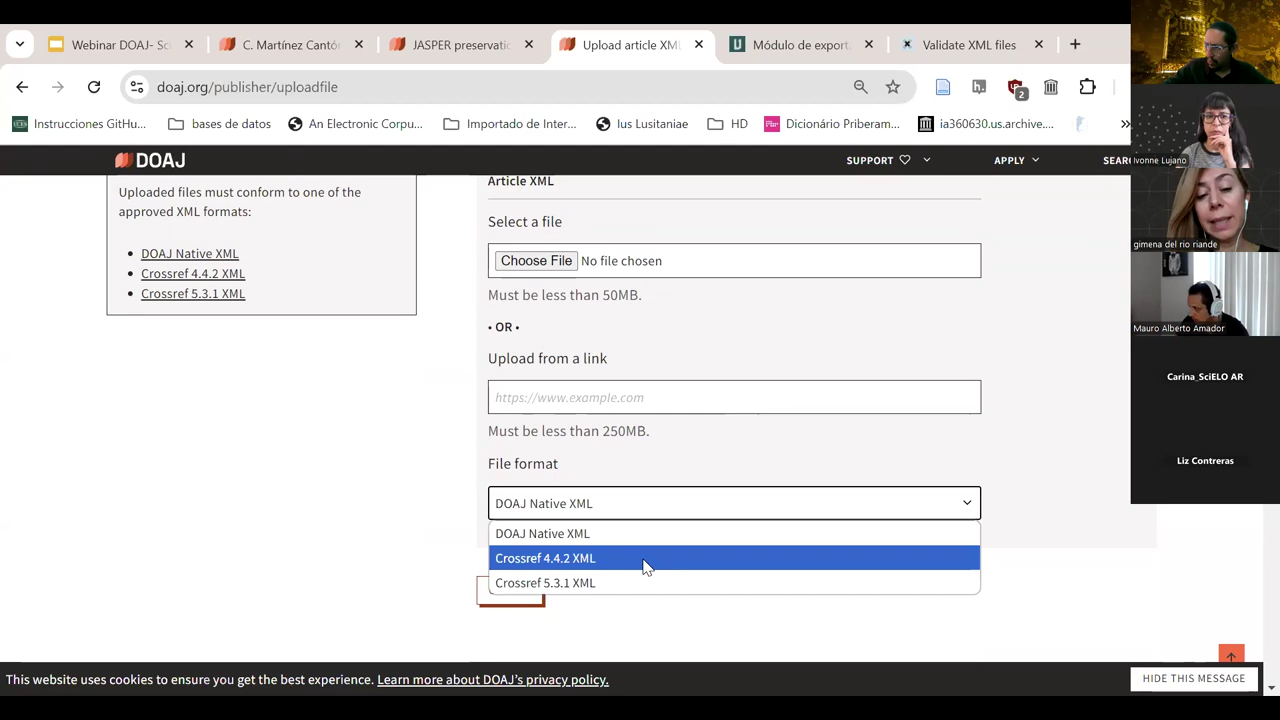 Webinar DOAJ- Sc
C. Martínez Cantó
JASPER preservatio
Upload article XML
Módulo de export
Validate XML files
doaj.org/publisher/uploadfile
2
Instrucciones GitHu...
bases de datos
An Electronic Corpu...
Importador de Inter...
Ius Lusitaniae
HD
Dicionário Priberam...
ia360630.us.archive...
DOAJ
SUPPORT
APPLY
SEARC
Uploaded files must conform to one of the
approved XML formats:
DOAJ Native XML
Crossref 4.4.2 XML
Crossref 5.3.1 XML
Article XML
Select a file
Choose File No file chosen
Must be less than 50MB.
• OR •
Upload from a link
https://www.example.com
Must be less than 250MB.
File format
DOAJ Native XML
DOAJ Native XML
Crossref 4.4.2 XML
Crossref 5.3.1 XML
This website uses cookies to ensure you get the best experience. Learn more about DOAJ's privacy policy.
HIDE THIS MESSAGE
Ivonne Lujano
gimena del rio riande
Mauro Alberto Amador
Carina_SciELO AR
Liz Contreras